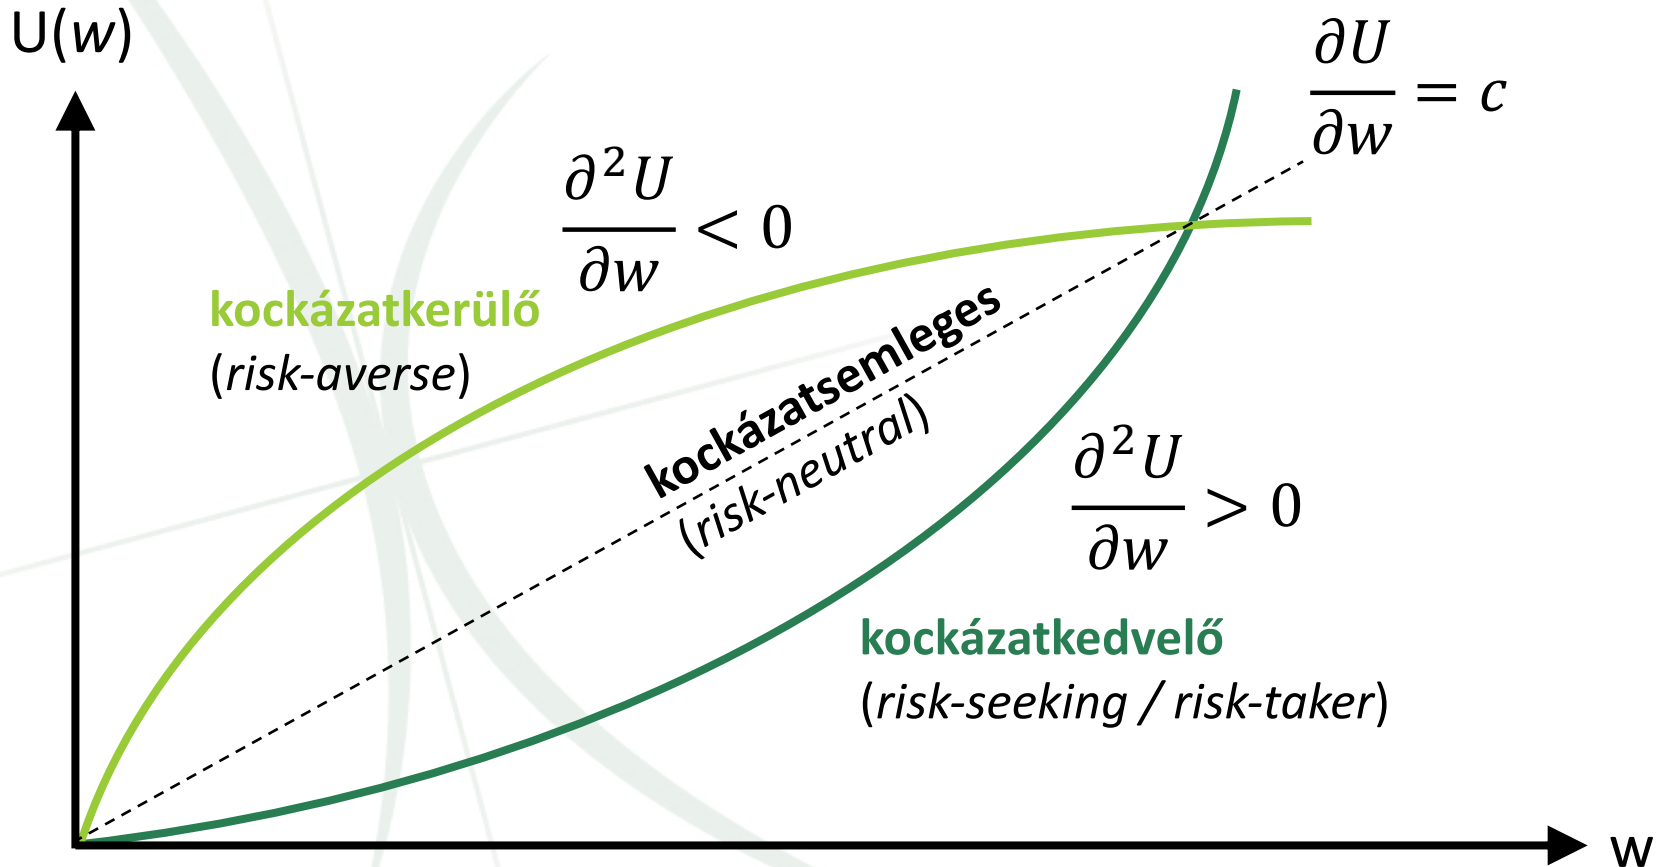 U(w)
∂U
∂w
= c
∂²U
∂w
< 0
kockázatkerülő
(risk-averse)
kockázatsemleges
(risk-neutral)
∂²U
∂w
> 0
kockázatkedvelő
(risk-seeking / risk-taker)
w